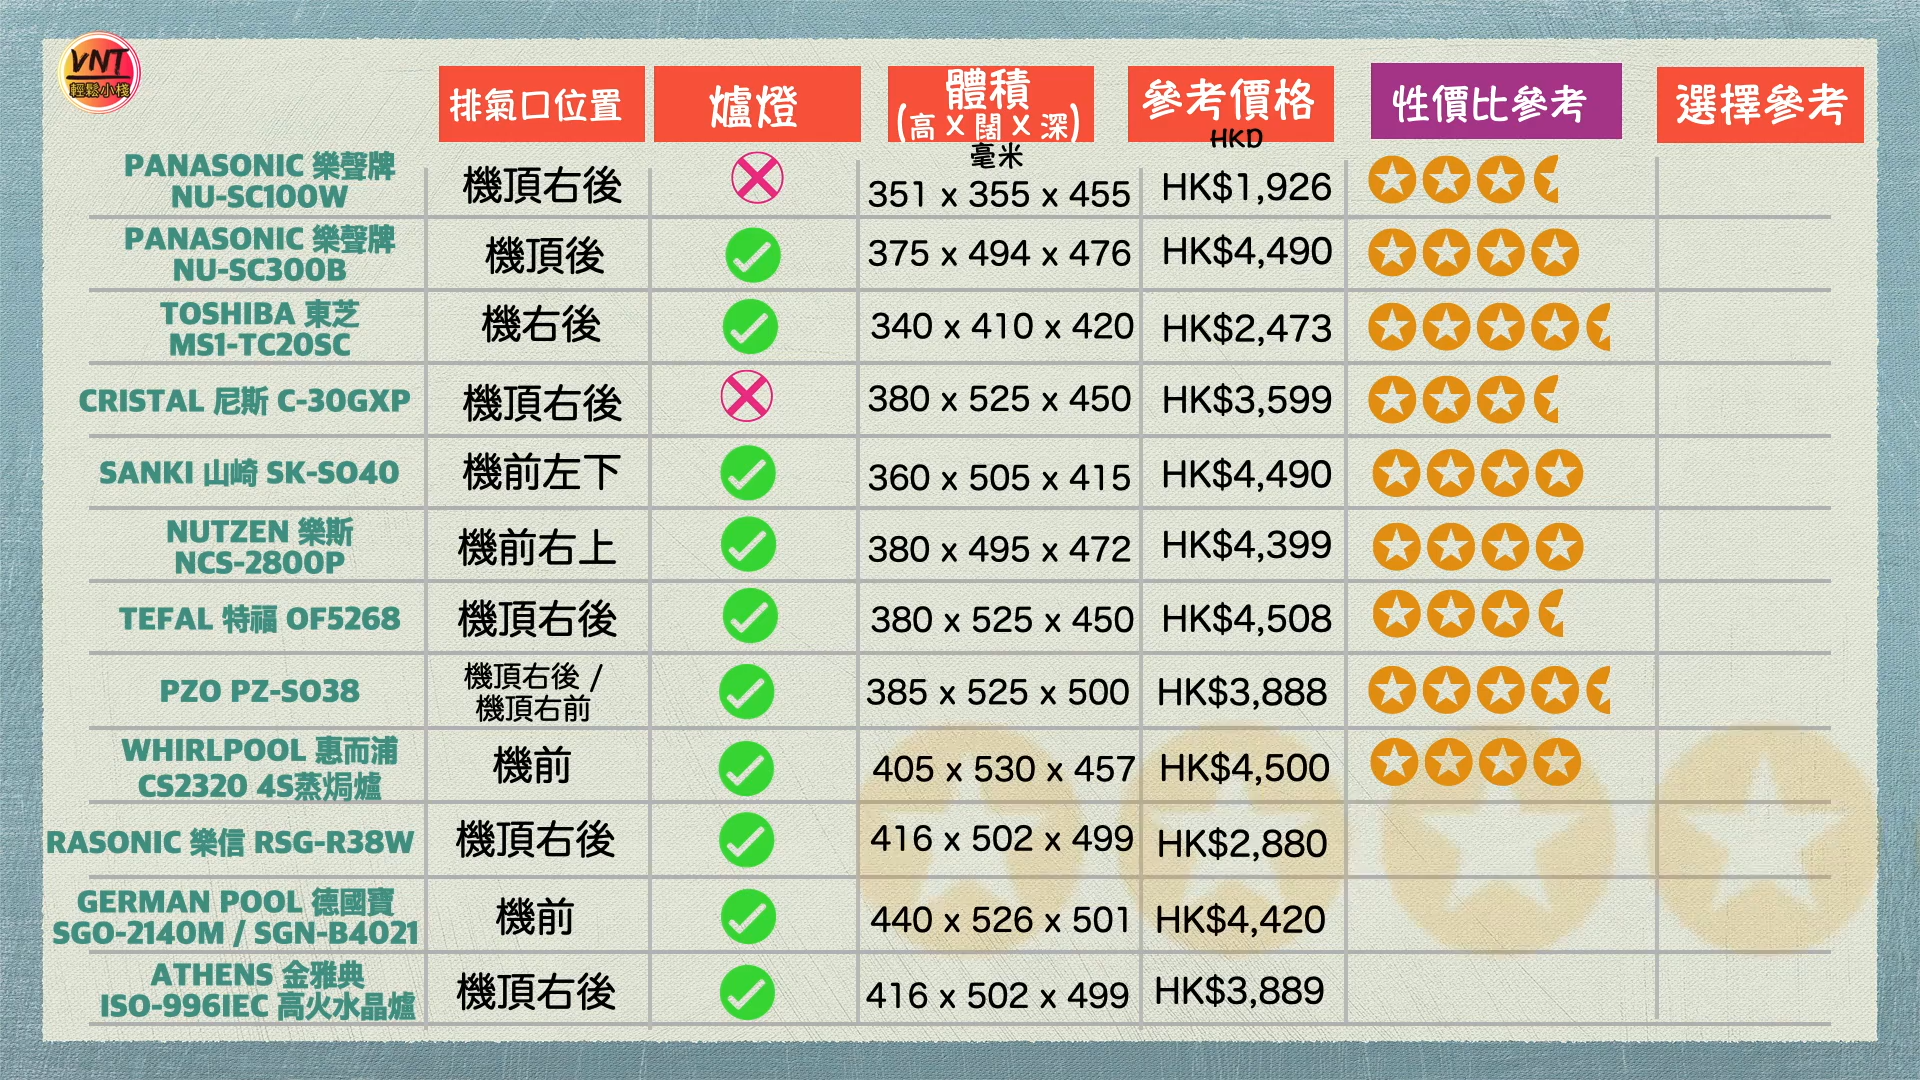 VNT
輕鬆小棧
排氣口位置
爐燈
體積
(高 X 闊 X 深)
毫米
參考價格
HKD
性價比參考
選擇參考
PANASONIC 樂聲牌
NU-SC100W
機頂右後
351 x 355 x 455
HK$1,926
PANASONIC 樂聲牌
NU-SC300B
機頂後
375 x 494 x 476
HK$4,490
TOSHIBA 東芝
MS1-TC20SC
機右後
340 x 410 x 420
HK$2,473
CRISTAL 尼斯 C-30GXP
機頂右後
380 x 525 x 450
HK$3,599
SANKI 山崎 SK-SO40
機前左下
360 x 505 x 415
HK$4,490
NUTZEN 樂斯
NCS-2800P
機前右上
380 x 495 x 472
HK$4,399
TEFAL 特福 OF5268
機頂右後
380 x 525 x 450
HK$4,508
PZO PZ-SO38
機頂右後 /
機頂右前
385 x 525 x 500
HK$3,888
WHIRLPOOL 惠而浦
CS2320 4S蒸焗爐
機前
405 x 530 x 457
HK$4,500
RASONIC 樂信 RSG-R38W
機頂右後
416 x 502 x 499
HK$2,880
GERMAN POOL 德國寶
SGO-2140M / SGN-B4021
機前
440 x 526 x 501
HK$4,420
ATHENS 金雅典
ISO-996IEC 高火水晶爐
機頂右後
416 x 502 x 499
HK$3,889